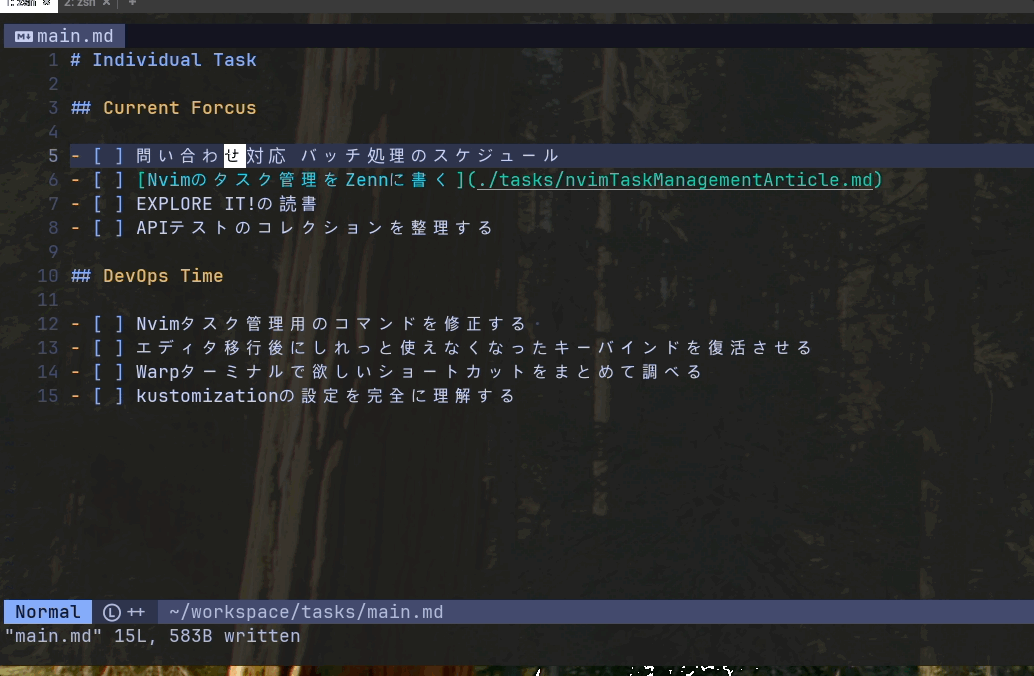 2: zsh × +
main.md
1 # Individual Task
2
3 ## Current Forcus
4
5 - [ ] 問い合わせ対応 バッチ処理のスケジュール
6 - [ ] [Nvimのタスク管理をZennに書く](./tasks/nvimTaskManagementArticle.md)
7 - [ ] EXPLORE IT!の読書
8 - [ ] APIテストのコレクションを整理する
9
10 ## DevOps Time
11
12 - [ ] Nvimタスク管理用のコマンドを修正する
13 - [ ] エディタ移行後にしれっと使えなくなったキーバインドを復活させる
14 - [ ] Warpターミナルで欲しいショートカットをまとめて調べる
15 - [ ] kustomizationの設定を完全に理解する
Normal L ++ ~/workspace/tasks/main.md
"main.md" 15L, 583B written